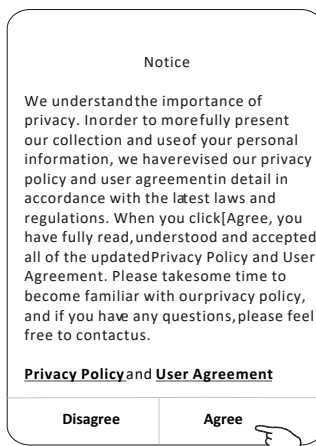 Notice
We understandthe importance of
privacy. Inorder to morefully present
our collection and useof your personal
information, we haverevised our privacy
policy and user agreementin detail in
accordance with the latest laws and
regulations. When you click[Agree, you
have fully read,understood and accepted
all of the updatedPrivacy Policy and User
Agreement. Please takesome time to
become familiar with ourprivacy policy,
and if you have any questions,please feel
free to contactus.
Privacy Policyand User Agreement
Disagree Agree